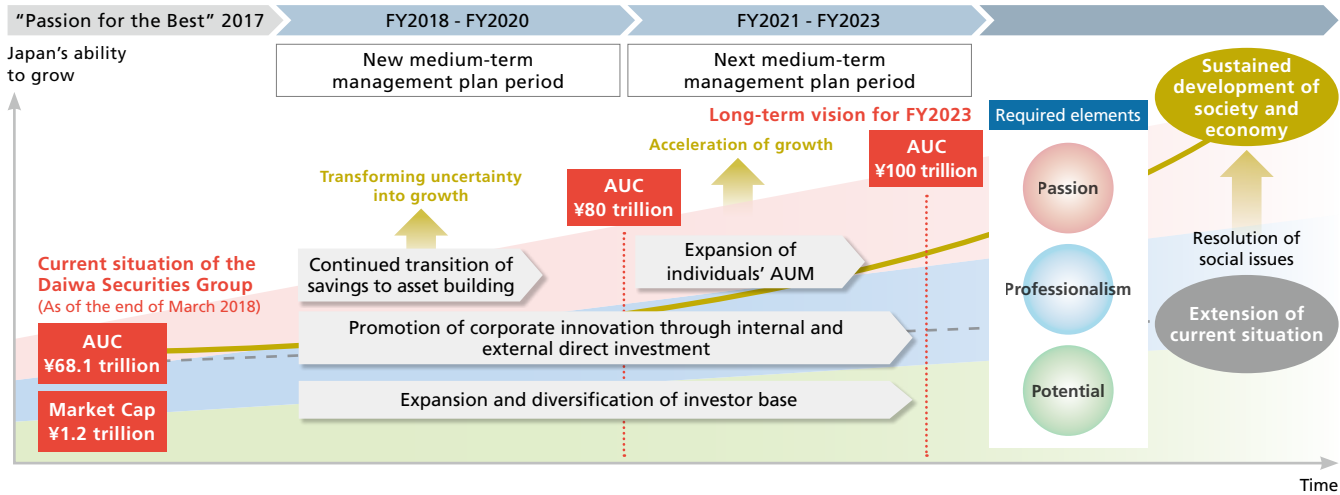 “Passion for the Best” 2017
FY2018 - FY2020
FY2021 - FY2023
Japan’s ability
to grow
New medium-term
management plan period
Next medium-term
management plan period
Sustained
development of
society and
economy
Long-term vision for FY2023
Required elements
Acceleration of growth
AUC
¥100 trillion
Transforming uncertainty
into growth
AUC
¥80 trillion
Passion
Current situation of the
Daiwa Securities Group
(As of the end of March 2018)
Continued transition of
savings to asset building
Expansion of
individuals’ AUM
Resolution of
social issues
Professionalism
AUC
¥68.1 trillion
Promotion of corporate innovation through internal and
external direct investment
Extension of
current situation
Market Cap
¥1.2 trillion
Expansion and diversification of investor base
Potential
Time